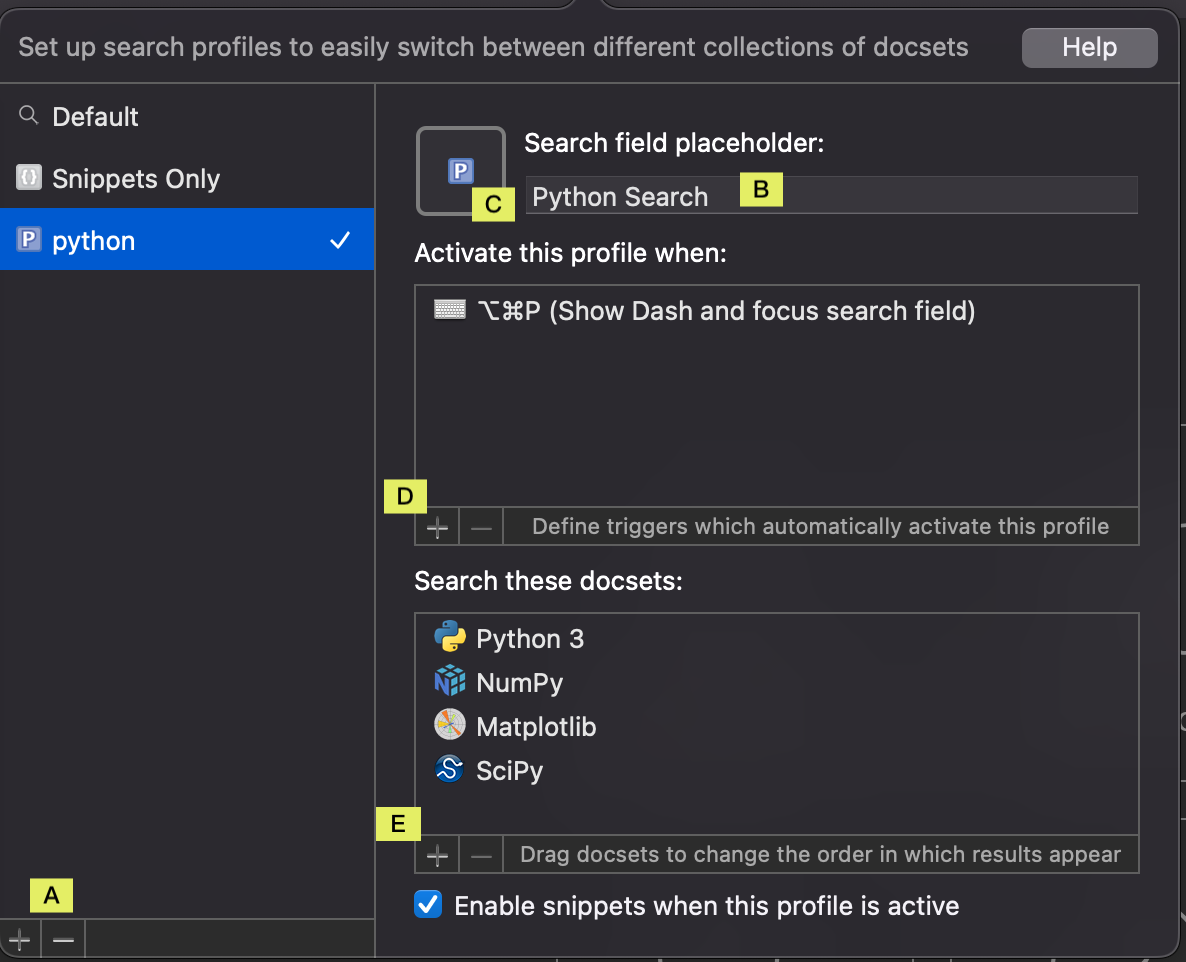 Set up search profiles to easily switch between different collections of docsets
Help
Default
{} Snippets Only
P python
P
C
Search field placeholder:
Python Search
B
Activate this profile when:
⌥⌘P (Show Dash and focus search field)
D
Define triggers which automatically activate this profile
Search these docsets:
Python 3
NumPy
Matplotlib
SciPy
E
Drag docsets to change the order in which results appear
Enable snippets when this profile is active
A